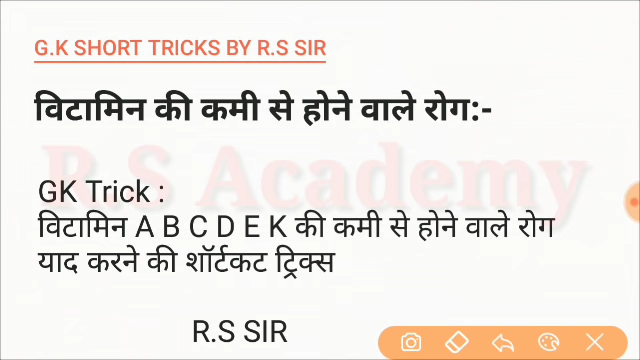 G.K SHORT TRICKS BY R.S SIR
विटामिन की कमी से होने वाले रोग:-
R.S Academy
GK Trick :
विटामिन A B C D E K की कमी से होने वाले रोग
याद करने की शॉर्टकट ट्रिक्स
R.S SIR